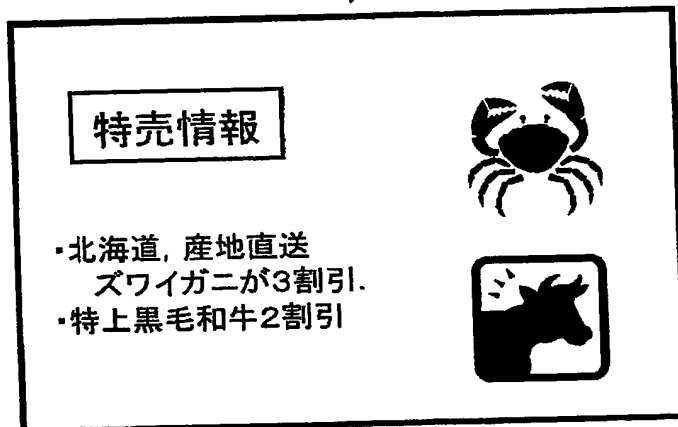 特売情報
・北海道, 産地直送
ズワイガニが3割引.
・特上黒毛和牛2割引